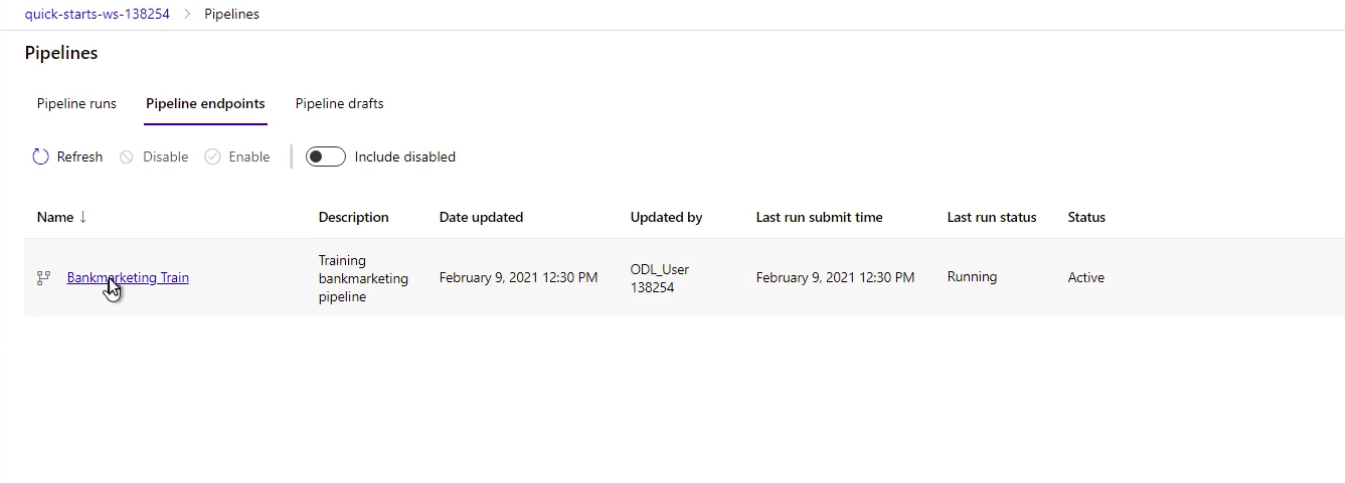 quick-starts-ws-138254 > Pipelines
Pipelines
Pipeline runs Pipeline endpoints Pipeline drafts
Refresh Disable Enable Include disabled
Name ↓ Description Date updated Updated by Last run submit time Last run status Status
Bankmarketing Train Training bankmarketing pipeline February 9, 2021 12:30 PM ODL_User 138254 February 9, 2021 12:30 PM Running Active